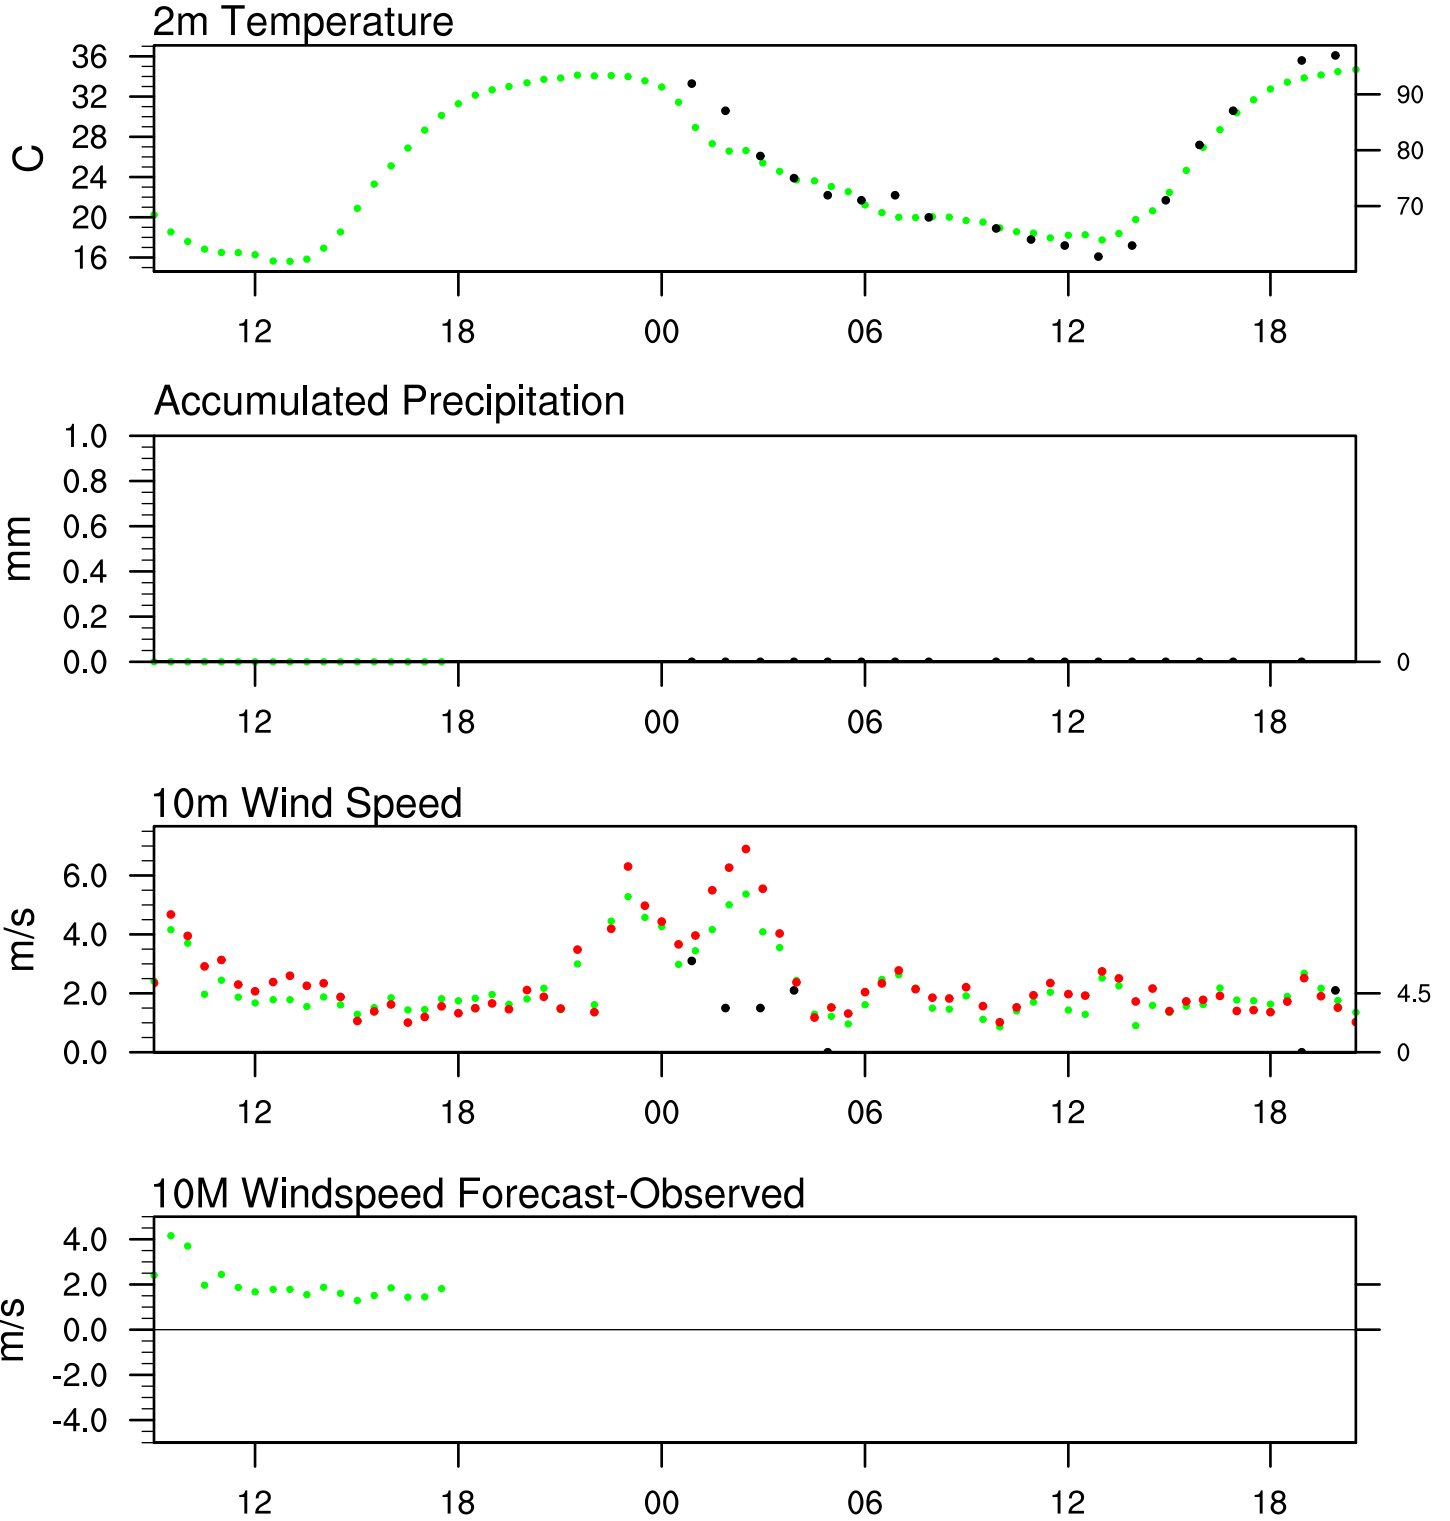 2m Temperature
36
32
28
24
20
16
C
90
80
70
12 18 00 06 12 18
Accumulated Precipitation
1.0
0.8
0.6
0.4
0.2
0.0
mm
0
12 18 00 06 12 18
10m Wind Speed
6.0
4.0
2.0
0.0
m/s
4.5
0
12 18 00 06 12 18
10M Windspeed Forecast-Observed
4.0
2.0
0.0
-2.0
-4.0
m/s
12 18 00 06 12 18